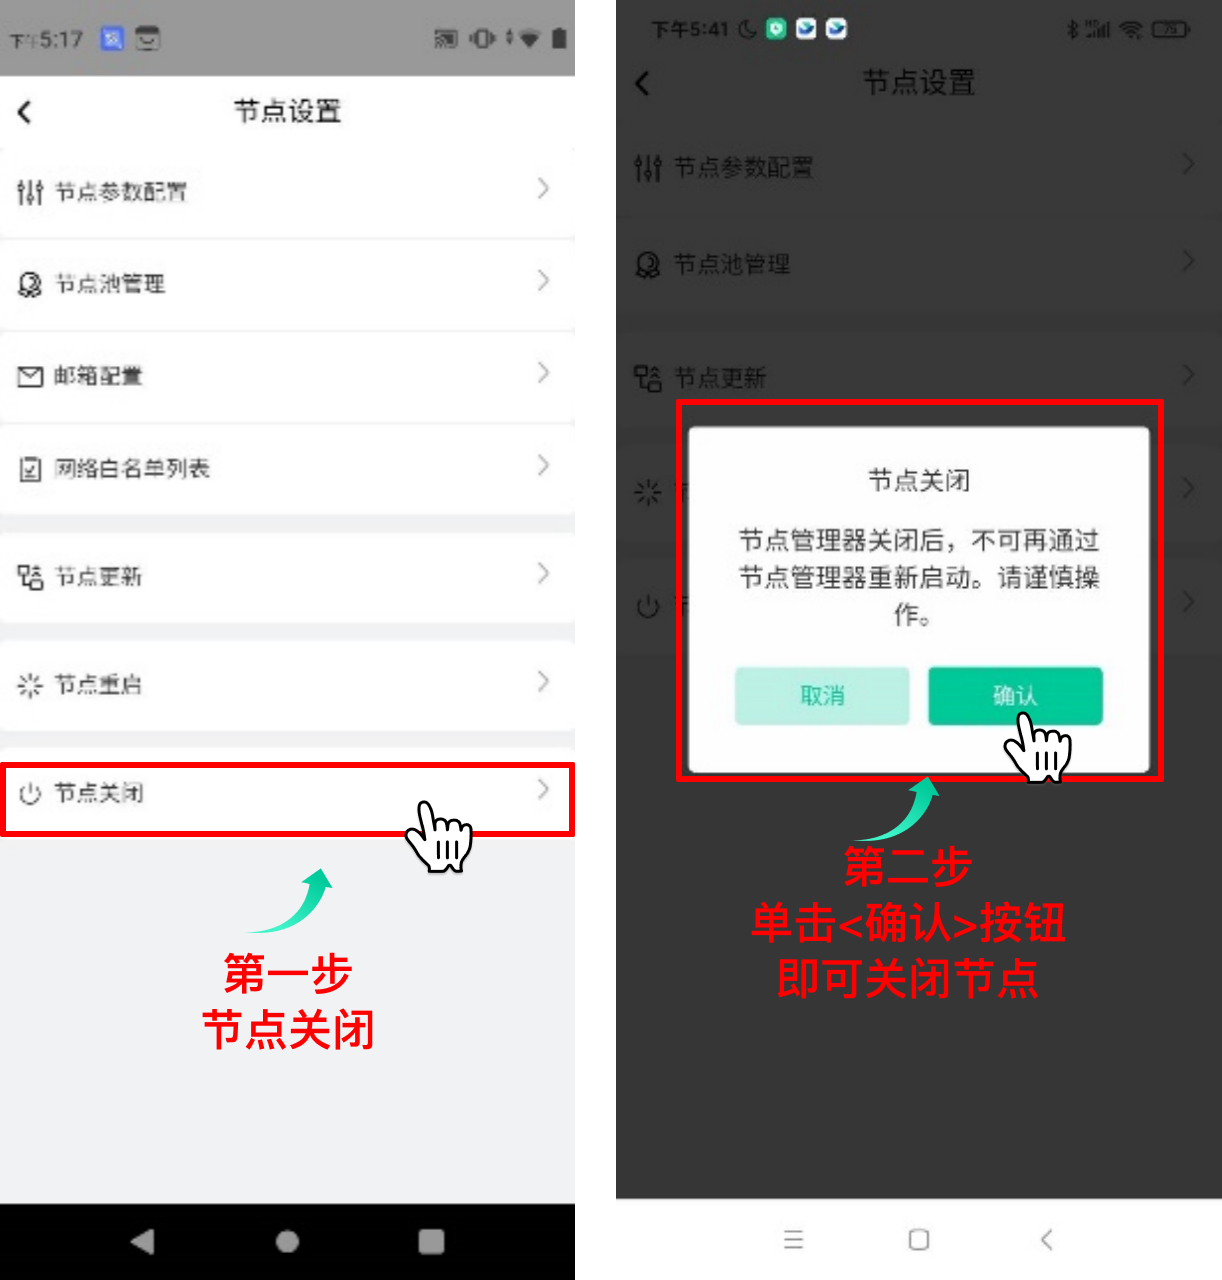 下午5:17
节点设置
节点参数配置
节点池管理
邮箱配置
网络白名单列表
节点更新
节点重启
节点关闭
第一步
节点关闭
下午5:41
75
节点设置
节点参数配置
节点池管理
节点更新
节点关闭
节点管理器关闭后，不可再通过
节点管理器重新启动。请谨慎操
作。
取消
确认
第二步
单击<确认>按钮
即可关闭节点